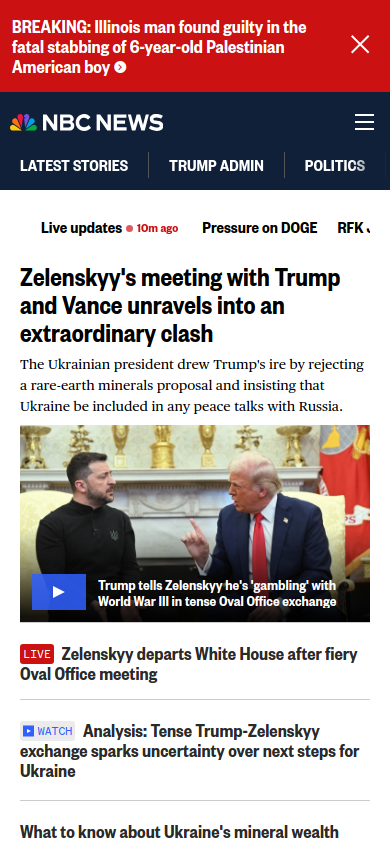 BREAKING: Illinois man found guilty in the
fatal stabbing of 6-year-old Palestinian
American boy
NBC NEWS
LATEST STORIES
TRUMP ADMIN
POLITICS
Live updates
10m ago
Pressure on DOGE
RFK J
Zelenskyy's meeting with Trump
and Vance unravels into an
extraordinary clash
The Ukrainian president drew Trump's ire by rejecting
a rare-earth minerals proposal and insisting that
Ukraine be included in any peace talks with Russia.
Trump tells Zelenskyy he's 'gambling' with
World War III in tense Oval Office exchange
LIVE Zelenskyy departs White House after fiery
Oval Office meeting
WATCH Analysis: Tense Trump-Zelenskyy
exchange sparks uncertainty over next steps for
Ukraine
What to know about Ukraine's mineral wealth